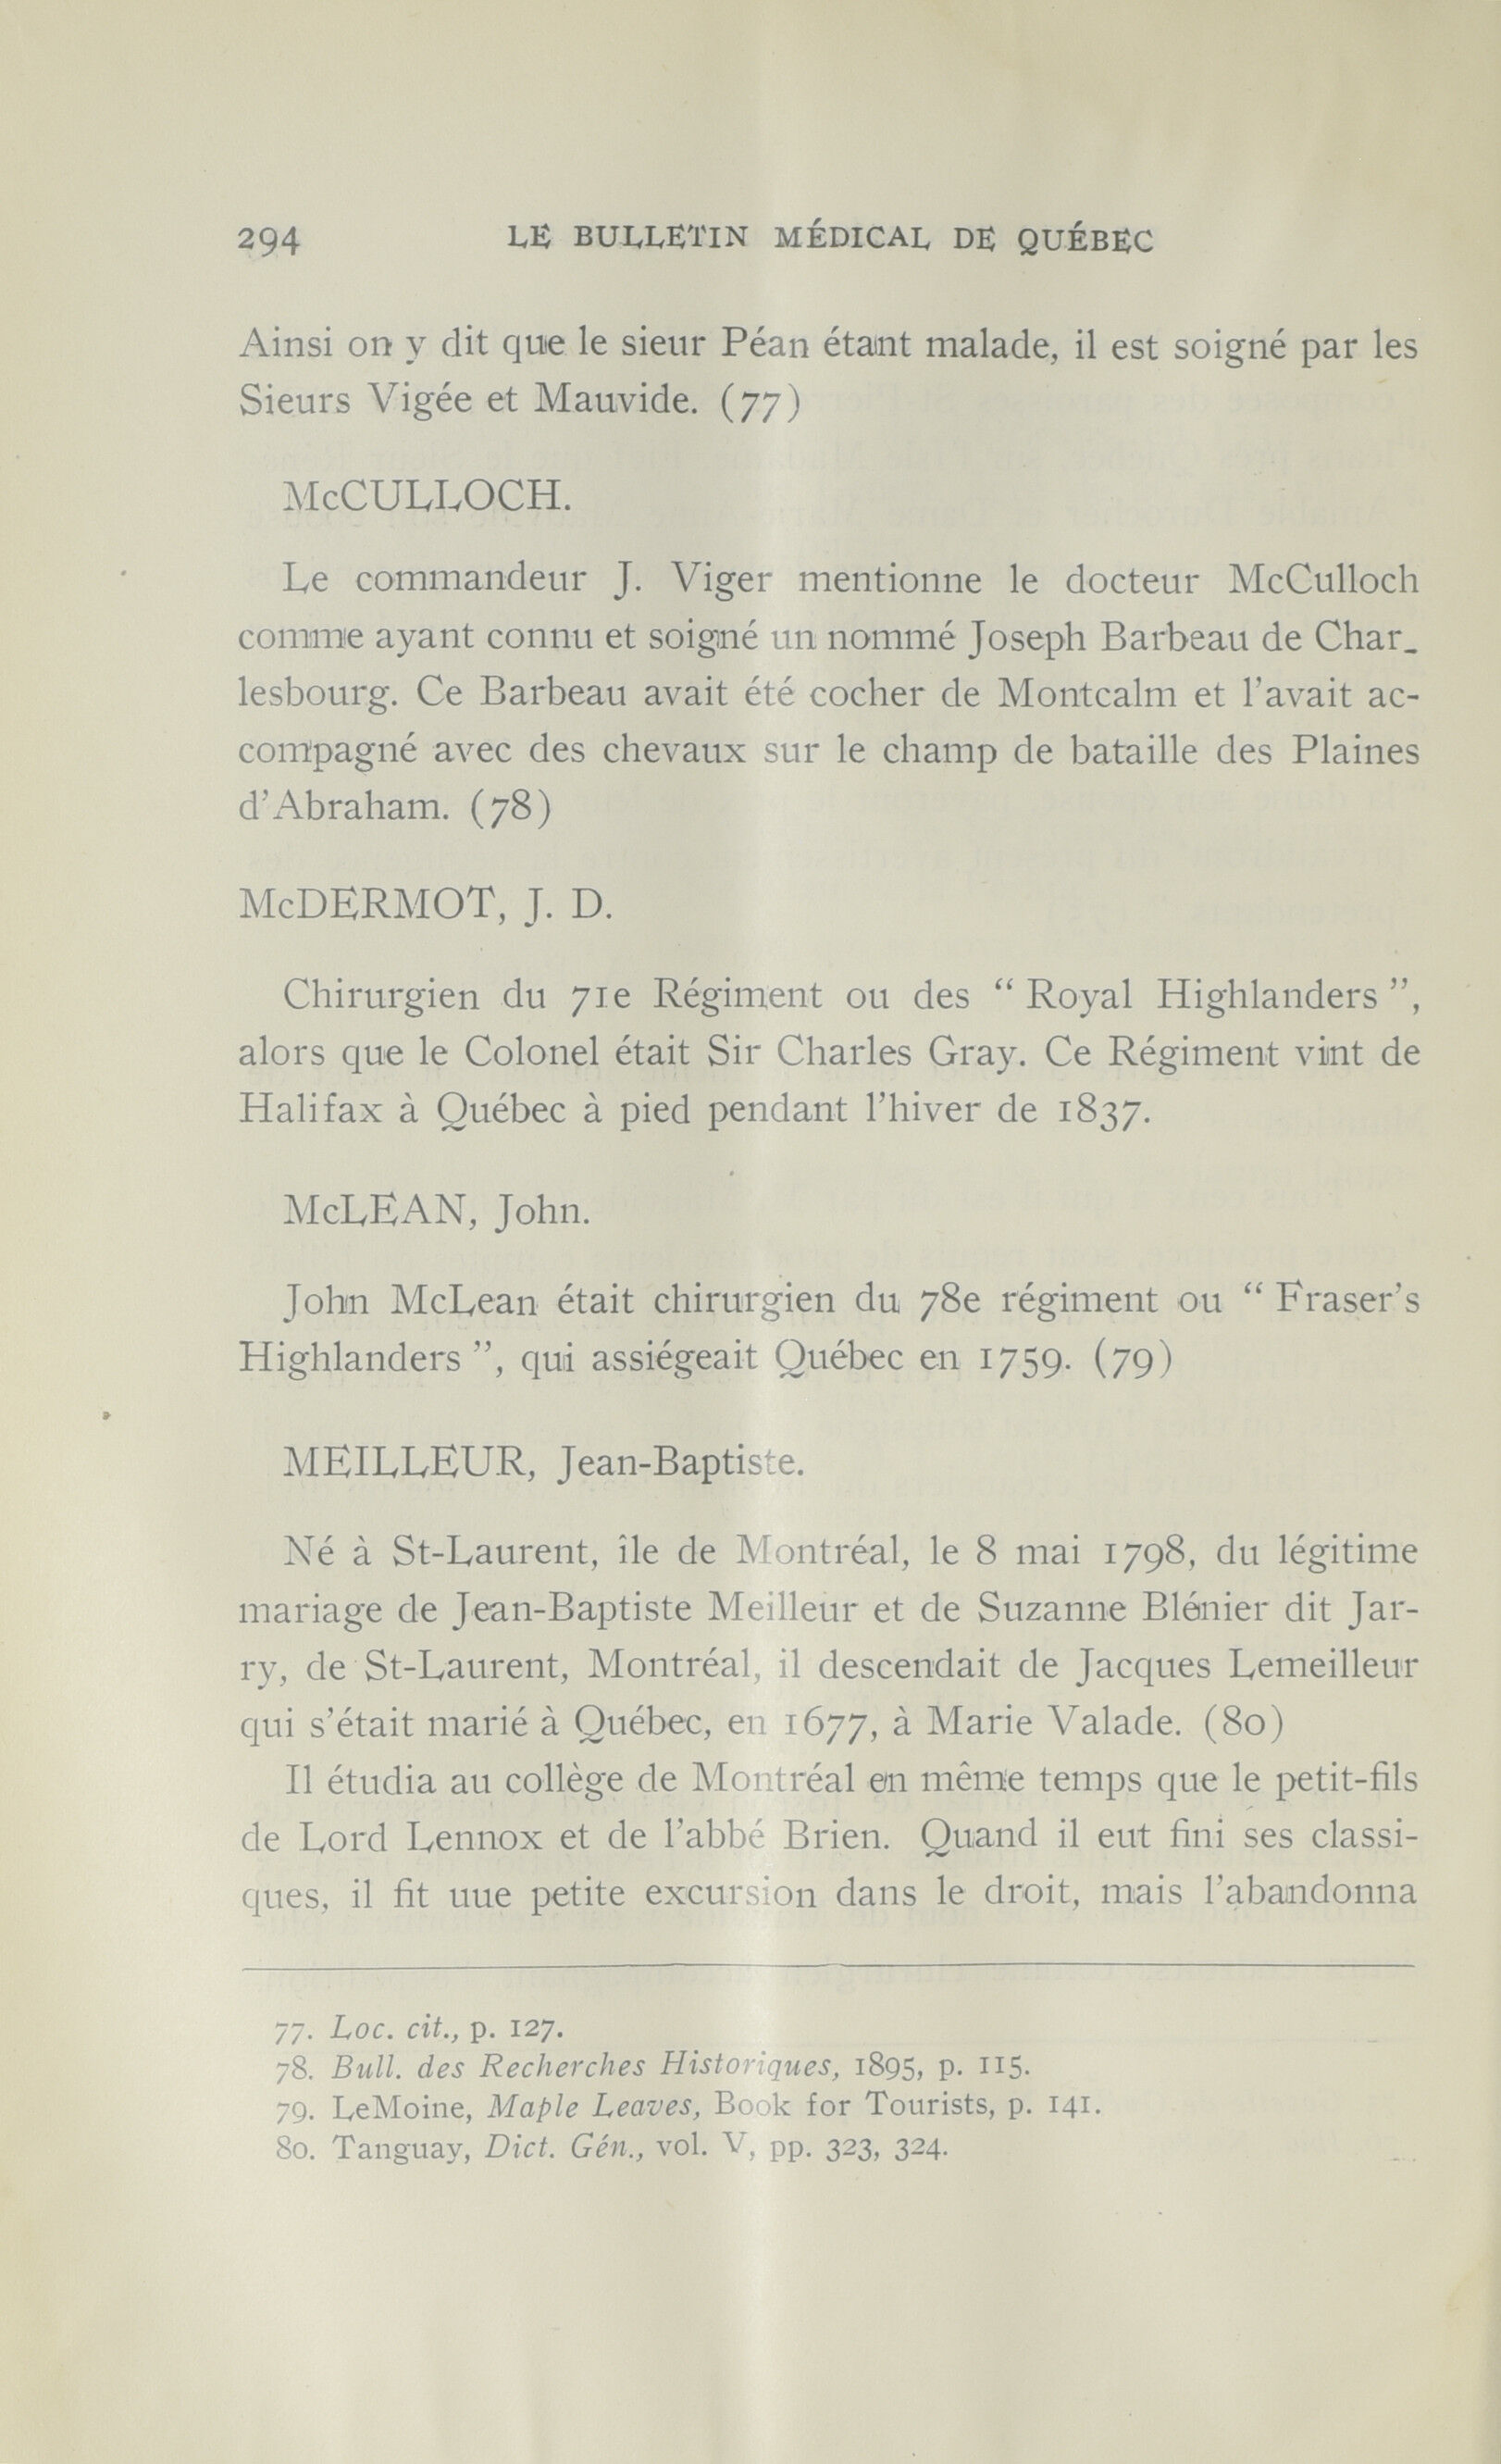 294 LE BULLETIN MÉDICAL DE QUÉBEC
Ainsi on y dit que le sieur Péan étant malade, il est soigné par les
Sieurs Vigée et Mauvide. (77)
McCULLOCH.
Le commandeur J. Viger mentionne le docteur McCulloch
comme ayant connu et soigné un nommé Joseph Barbeau de Char-
lesbourg. Ce Barbeau avait été cocher de Montcalm et l'avait ac-
compagné avec des chevaux sur le champ de bataille des Plaines
d'Abraham. (78)
McDERMOT, J. D.
Chirurgien du 71e Régiment ou des “ Royal Highlanders ”,
alors que le Colonel était Sir Charles Gray. Ce Régiment vint de
Halifax à Québec à pied pendant l'hiver de 1837.
McLEAN, John.
John McLean était chirurgien du 78e régiment ou “ Fraser's
Highlanders ”, qui assiégeait Québec en 1759. (79)
MEILLEUR, Jean-Baptiste.
Né à St-Laurent, île de Montréal, le 8 mai 1798, du légitime
mariage de Jean-Baptiste Meilleur et de Suzanne Blénier dit Jar-
ry, de St-Laurent, Montréal, il descendait de Jacques Lemeilleur
qui s'était marié à Québec, en 1677, à Marie Valade. (80)
Il étudia au collège de Montréal en même temps que le petit-fils
de Lord Lennox et de l'abbé Brien. Quand il eut fini ses classi-
ques, il fit uue petite excursion dans le droit, mais l'abandonna
77. Loc. cit., p. 127.
78. Bull. des Recherches Historiques, 1895, p. 115.
79. LeMoine, Maple Leaves, Book for Tourists, p. 141.
80. Tanguay, Dict. Gén., vol. V, pp. 323, 324.